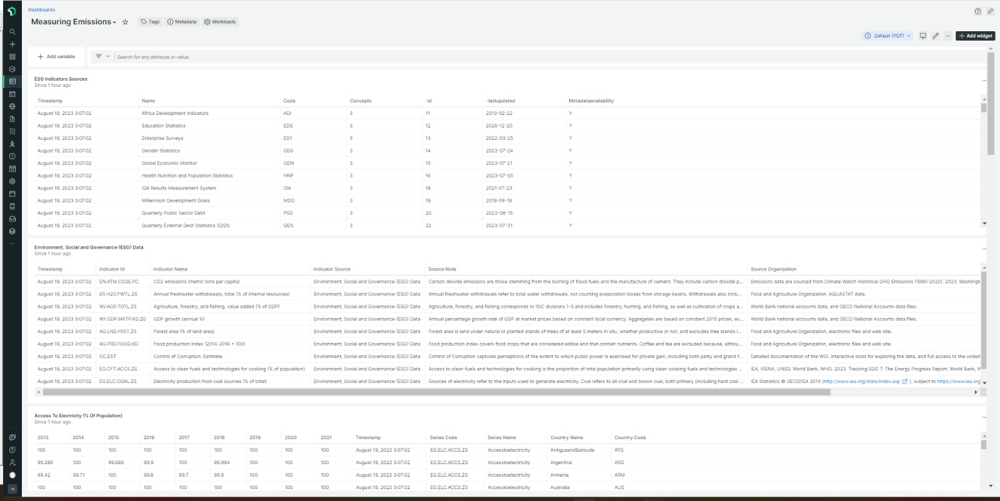 Dashboards
Measuring Emissions
Tags Metadata Workloads
Default (PDT) ... + Add widget
+ Add variable Search for any attribute or value.
ESG Indicators Sources
Since 1 hour ago
Timestamp Name Code Concepts -id -lastupdated Metadataavailability
August 19, 2023 3:07:02 Africa Development Indicators ADI 3 11 2013-02-22 Y
August 19, 2023 3:07:02 Education Statistics EDS 3 12 2020-12-20 Y
August 19, 2023 3:07:02 Enterprise Surveys ESY 3 13 2022-03-25 Y
August 19, 2023 3:07:02 Gender Statistics GDS 3 14 2023-07-24 Y
August 19, 2023 3:07:02 Global Economic Monitor GEM 3 15 2023-07-21 Y
August 19, 2023 3:07:02 Health Nutrition and Population Statistics HNP 3 16 2023-07-05 Y
August 19, 2023 3:07:02 IDA Results Measurement System IDA 3 18 2021-07-23 Y
August 19, 2023 3:07:02 Millennium Development Goals MDG 3 19 2018-09-19 Y
August 19, 2023 3:07:02 Quarterly Public Sector Debt PSD 3 20 2023-08-15 Y
August 19, 2023 3:07:02 Quarterly External Debt Statistics SDDS QDS 3 22 2023-07-31 Y
Environment, Social and Governance (ESG) Data
Since 1 hour ago
Timestamp Indicator Id Indicator Name Indicator Source Source Note Source Organization
August 19, 2023 3:07:02 EN.ATM.CO2E.PC CO2 emissions (metric tons per capita) Environment, Social and Governance (ESG) Data Carbon dioxide emissions are those stemming from the burning of fossil fuels and the manufacture of cement. They include carbon dioxide p... Emissions data are sourced from Climate Watch Historical GHG Emissions (1990-2020). 2023. Washingt
August 19, 2023 3:07:02 ER.H2O.FWTL.ZS Annual freshwater withdrawals, total (% of internal resources) Environment, Social and Governance (ESG) Data Annual freshwater withdrawals refer to total water withdrawals, not counting evaporation losses from storage basins. Withdrawals also inclu... Food and Agriculture Organization, AQUASTAT data.
August 19, 2023 3:07:02 NV.AGR.TOTL.ZS Agriculture, forestry, and fishing, value added (% of GDP) Environment, Social and Governance (ESG) Data Agriculture, forestry, and fishing corresponds to ISIC divisions 1-3 and includes forestry, hunting, and fishing, as well as cultivation of crops a... World Bank national accounts data, and OECD National Accounts data files.
August 19, 2023 3:07:02 NY.GDP.MKTP.KD.ZG GDP growth (annual %) Environment, Social and Governance (ESG) Data Annual percentage growth rate of GDP at market prices based on constant local currency. Aggregates are based on constant 2015 prices, ex... World Bank national accounts data, and OECD National Accounts data files.
August 19, 2023 3:07:02 AG.LND.FRST.ZS Forest area (% of land area) Environment, Social and Governance (ESG) Data Forest area is land under natural or planted stands of trees of at least 5 meters in situ, whether productive or not, and excludes tree stands i... Food and Agriculture Organization, electronic files and web site.
August 19, 2023 3:07:02 AG.PRD.FOOD.XD Food production index (2014-2016 = 100) Environment, Social and Governance (ESG) Data Food production index covers food crops that are considered edible and that contain nutrients. Coffee and tea are excluded because, althou... Food and Agriculture Organization, electronic files and web site.
August 19, 2023 3:07:02 CC.EST Control of Corruption: Estimate Environment, Social and Governance (ESG) Data Control of Corruption captures perceptions of the extent to which public power is exercised for private gain, including both petty and grand f... Detailed documentation of the WGI, interactive tools for exploring the data, and full access to the underl
August 19, 2023 3:07:02 EG.CFT.ACCS.ZS Access to clean fuels and technologies for cooking (% of population) Environment, Social and Governance (ESG) Data Access to clean fuels and technologies for cooking is the proportion of total population primarily using clean cooking fuels and technologies ... IEA, IRENA, UNSD, World Bank, WHO. 2023. Tracking SDG 7: The Energy Progress Report. World Bank, W
August 19, 2023 3:07:02 EG.ELC.COAL.ZS Electricity production from coal sources (% of total) Environment, Social and Governance (ESG) Data Sources of electricity refer to the inputs used to generate electricity. Coal refers to all coal and brown coal, both primary (including hard coal ... IEA Statistics © OECD/IEA 2014 (http://www.iea.org/stats/index.asp ), subject to https://www.iea.org
Access To Electricity (% Of Population)
Since 1 hour ago
2013 2014 2015 2016 2017 2018 2019 2020 2021 Timestamp Series Code Series Name Country Name Country Code
100 100 100 100 100 100 100 100 100 August 19, 2023 3:07:02 EG.ELC.ACCS.ZS Accesstoelectricity AntiguaandBarbuda ATG
99.286 100 99.689 99.9 100 99.994 100 100 100 August 19, 2023 3:07:02 EG.ELC.ACCS.ZS Accesstoelectricity Argentina ARG
99.42 99.71 100 99.8 99.7 99.9 100 100 100 August 19, 2023 3:07:02 EG.ELC.ACCS.ZS Accesstoelectricity Armenia ARM
100 100 100 100 100 100 100 100 100 August 19, 2023 3:07:02 EG.ELC.ACCS.ZS Accesstoelectricity Australia AUS